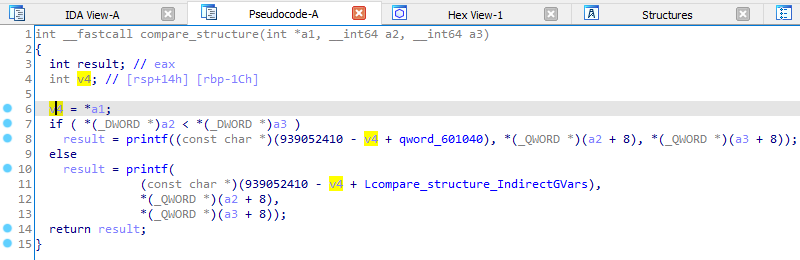 IDA View-A
Pseudocode-A
Hex View-1
Structures
1 int __fastcall compare_structure(int *a1, __int64 a2, __int64 a3)
2 {
3 int result; // eax
4 int v4; // [rsp+14h] [rbp-1Ch]
5
6 v4 = *a1;
7 if ( *(_DWORD *)a2 < *(_DWORD *)a3 )
8 result = printf((const char *)(939052410 - v4 + qword_601040), *(_QWORD *)(a2 + 8), *(_QWORD *)(a3 + 8));
9 else
10 result = printf(
11 (const char *)(939052410 - v4 + Lcompare_structure_IndirectGVars),
12 *(_QWORD *)(a2 + 8),
13 *(_QWORD *)(a3 + 8));
14 return result;
15 }